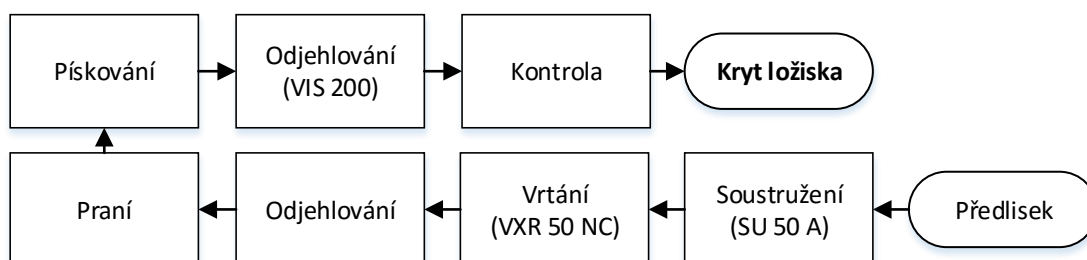 Pískování
Odjehlování
(VIS 200)
Kontrola
Kryt ložiska
Praní
Odjehlování
Vrtání
(VXR 50 NC)
Soustružení
(SU 50 A)
Předlisek